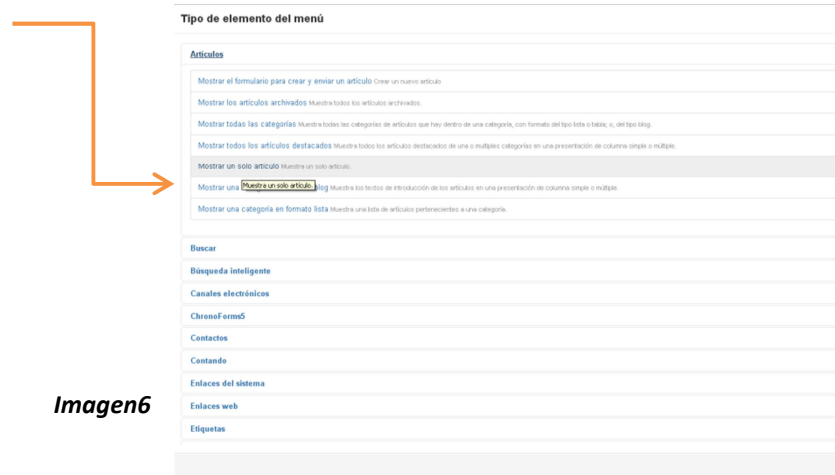 Tipo de elemento del menú
Artículos
Mostrar el formulario para crear y enviar un artículo Crear un nuevo artículo
Mostrar los artículos archivados Muestra todos los artículos archivados.
Mostrar todas las categorías Muestra todas las categorías de artículos que hay dentro de una categoría, con formato del tipo lista o tabla; o, del tipo blog.
Mostrar todos los artículos destacados Muestra todos los artículos destacados de una o multiples categorías en una presentación de columna simple o múltiple.
Mostrar un solo artículo Muestra un solo artículo.
Mostrar una
Muestra un solo artículo.
blog Muestra los textos de introducción de los artículos en una presentación de columna simple o múltiple.
Mostrar una categoría en formato lista Muestra una lista de artículos pertenecientes a una categoría.
Buscar
Búsqueda inteligente
Canales electrónicos
ChronoForms5
Contactos
Contando
Enlaces del sistema
Imagen6
Enlaces web
Etiquetas